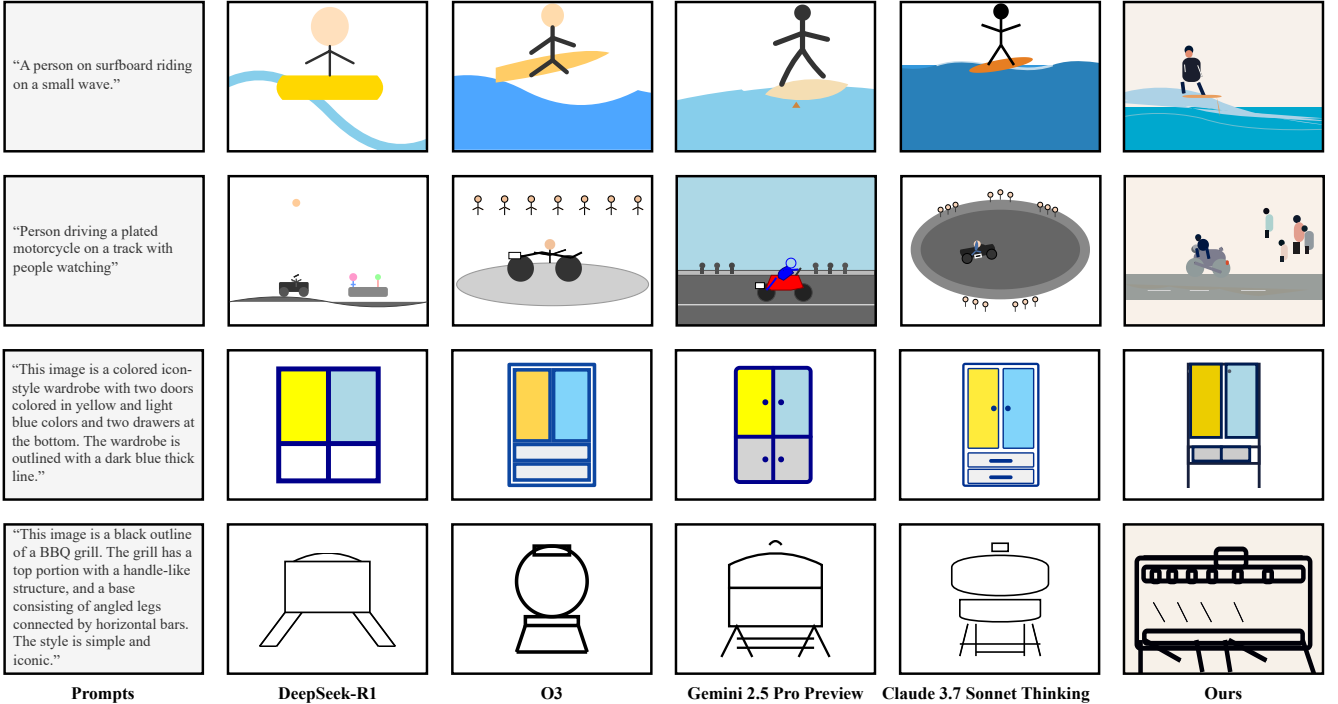 “A person on surfboard riding
on a small wave.”
“Person driving a plated
motorcycle on a track with
people watching”
“This image is a colored icon-
style wardrobe with two doors
colored in yellow and light
blue colors and two drawers at
the bottom. The wardrobe is
outlined with a dark blue thick
line.”
“This image is a black outline
of a BBQ grill. The grill has a
top portion with a handle-like
structure, and a base
consisting of angled legs
connected by horizontal bars.
The style is simple and
iconic.”
Prompts DeepSeek-R1 O3 Gemini 2.5 Pro Preview Claude 3.7 Sonnet Thinking Ours